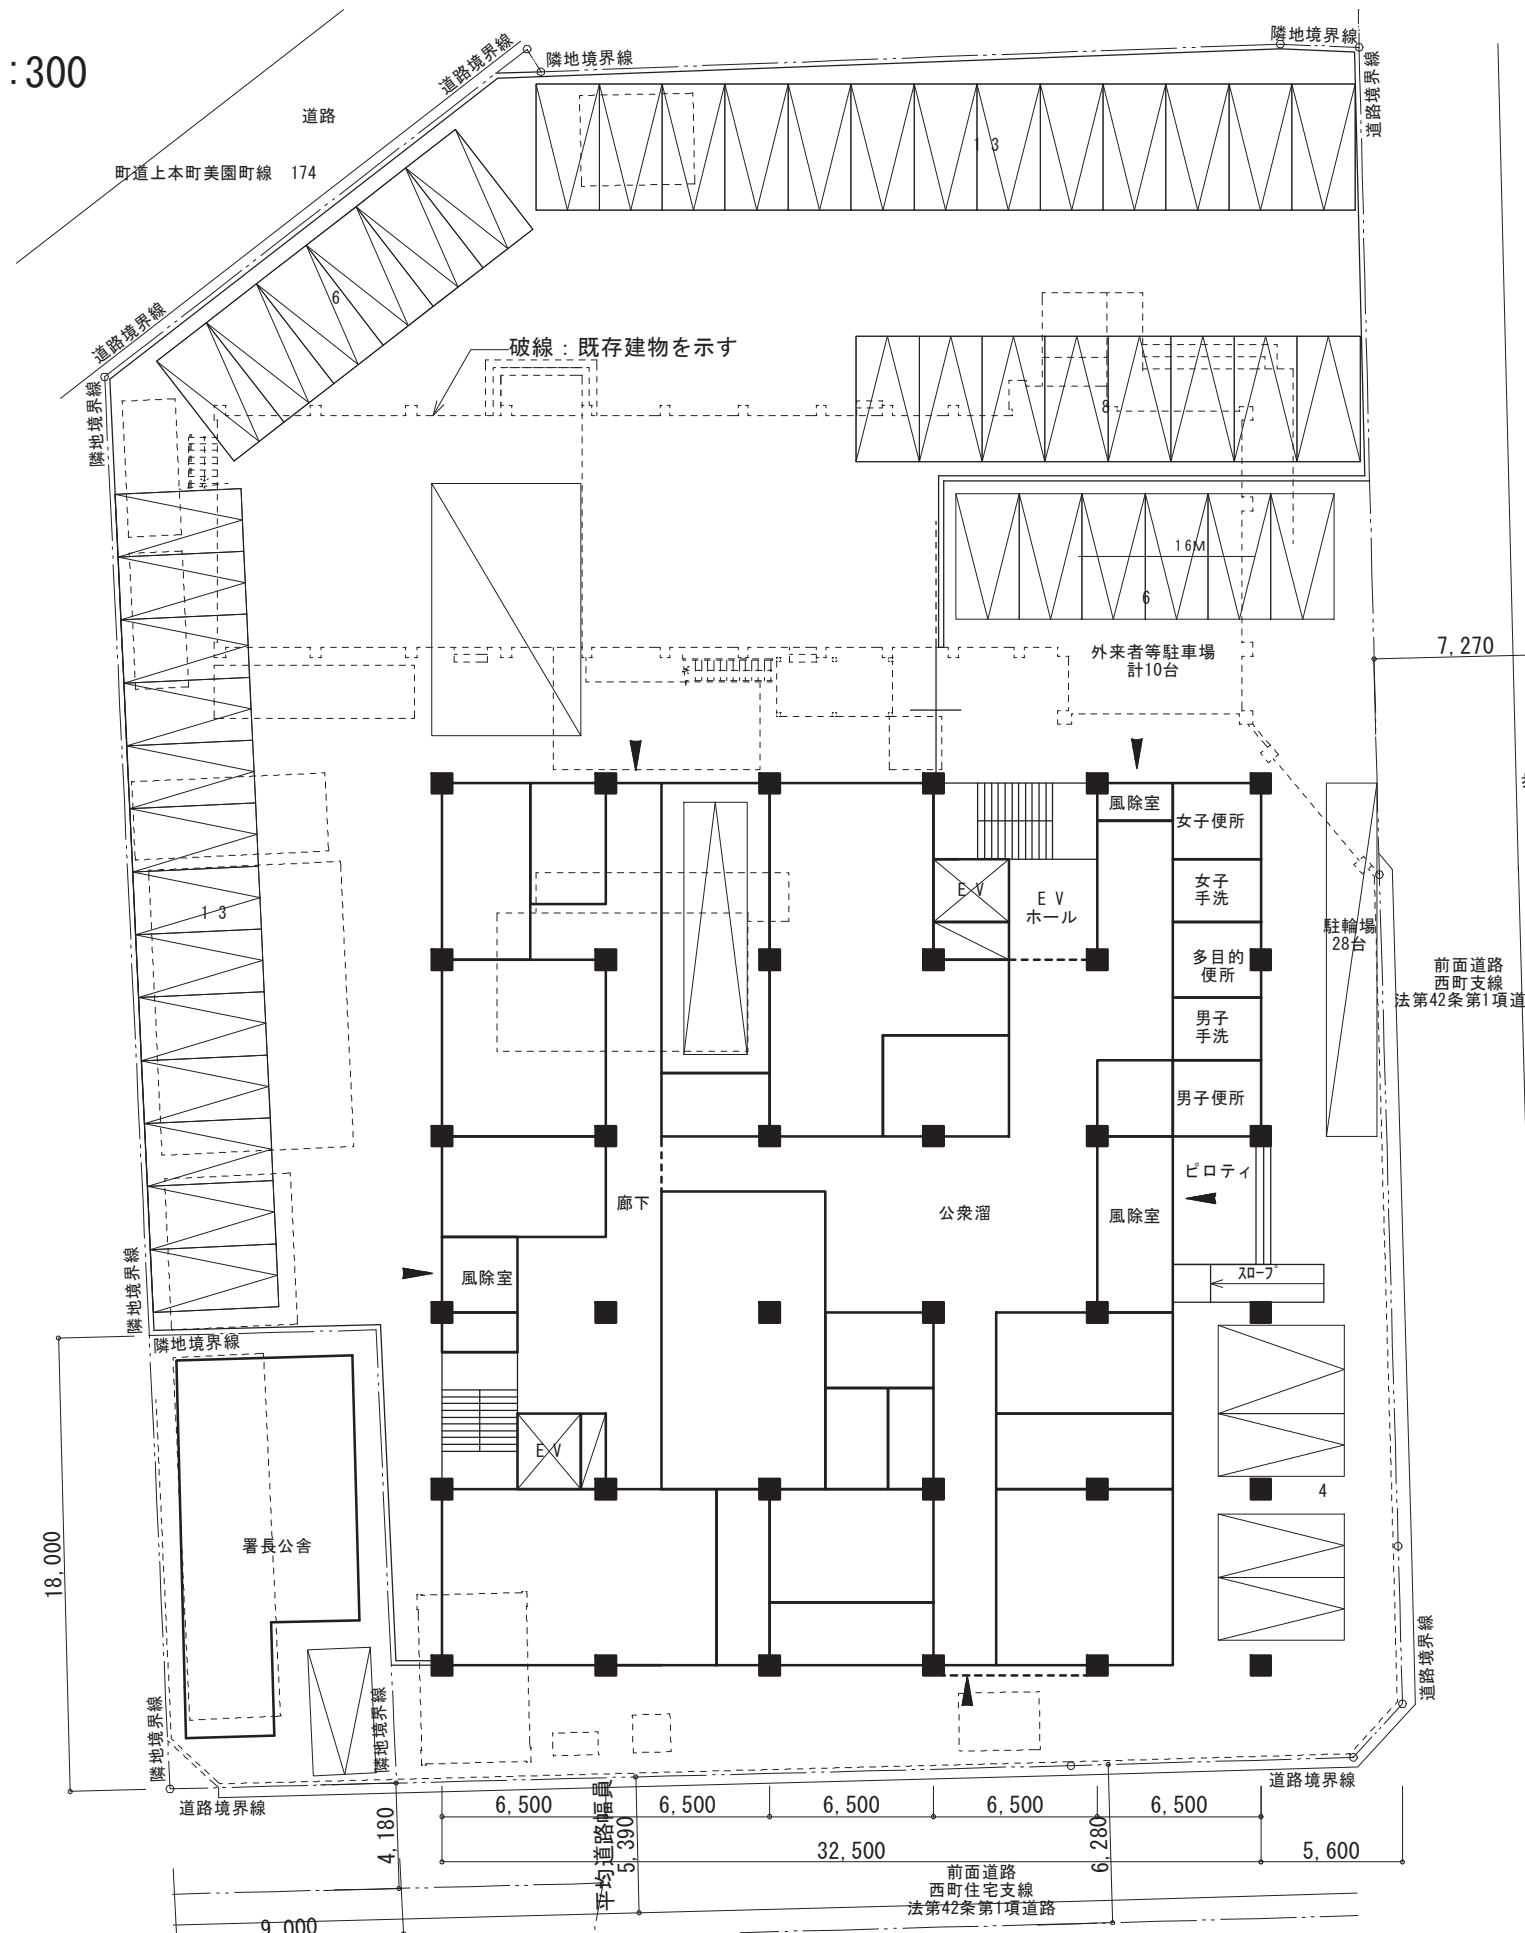 :300
隣地境界線
隣地境界線
道路境界線
道路境界線
道路
町道上本町美園町線 174
13
6
道路境界線
破線：既存建物を示す
隣地境界線
8
16M
6
外来者等駐車場
計10台
7,270
風除室
女子便所
EV
EV
ホール
女子
手洗
13
駐輪場
28台
多目的
便所
前面道路
西町支線
法第42条第1項道
男子
手洗
男子便所
ピロティ
廊下
公衆溜
風除室
風除室
スロープ
隣地境界線
隣地境界線
EV
4
署長公舎
18,000
道路境界線
隣地境界線
隣地境界線
道路境界線
道路境界線
6,500
6,500
6,500
6,500
6,500
4,180
平均道路幅員
5,390
6,280
32,500
5,600
前面道路
西町住宅支線
法第42条第1項道路
9,000